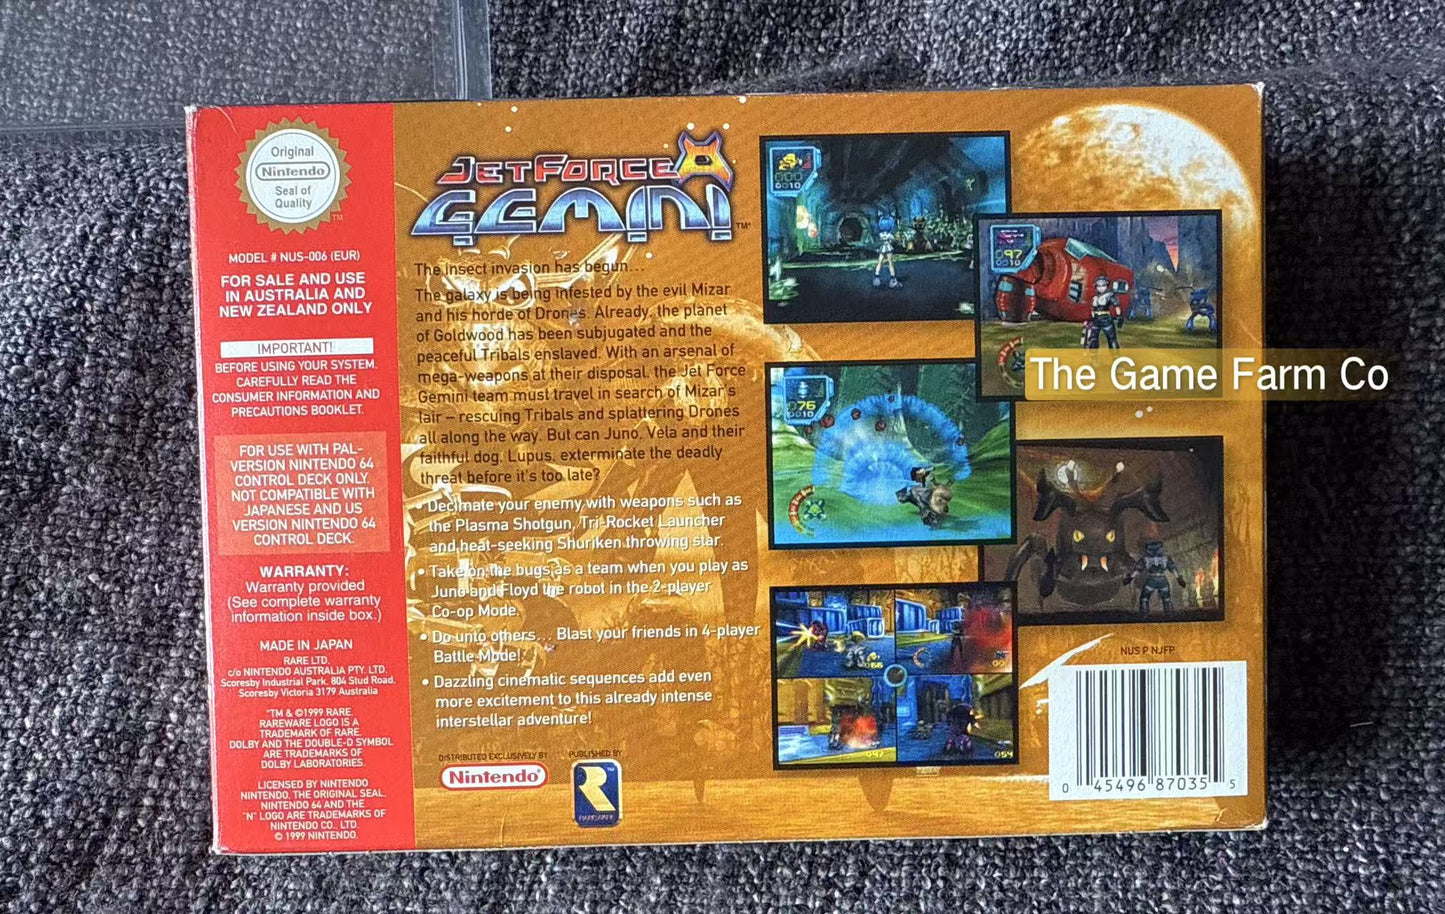 Original
Nintendo
Seal of
Quality
TM
MODEL # NUS-006 (EUR)
FOR SALE AND USE
IN AUSTRALIA AND
NEW ZEALAND ONLY
IMPORTANT!
BEFORE USING YOUR SYSTEM,
CAREFULLY READ THE
CONSUMER INFORMATION AND
PRECAUTIONS BOOKLET.
FOR USE WITH PAL-
VERSION NINTENDO 64
CONTROL DECK ONLY.
NOT COMPATIBLE WITH
JAPANESE AND US
VERSION NINTENDO 64
CONTROL DECK.
WARRANTY:
Warranty provided
(See complete warranty
information inside box.)
MADE IN JAPAN
RARE LTD.
c/o NINTENDO AUSTRALIA PTY. LTD.
Scoresby Industrial Park, 804 Stud Road,
Scoresby Victoria 3179 Australia
™ & ©1999 RARE.
RAREWARE LOGO IS A
TRADEMARK OF RARE.
DOLBY AND THE DOUBLE-D SYMBOL
ARE TRADEMARKS OF
DOLBY LABORATORIES.
LICENSED BY NINTENDO
NINTENDO, THE ORIGINAL SEAL,
NINTENDO 64 AND THE
"N" LOGO ARE TRADEMARKS OF
NINTENDO CO., LTD.
© 1999 NINTENDO.
JET FORCE
GEMINI
TM
The insect invasion has begun...
The galaxy is being infested by the evil Mizar
and his horde of Drones. Already, the planet
of Goldwood has been subjugated and the
peaceful Tribals enslaved. With an arsenal of
mega-weapons at their disposal, the Jet Force
Gemini team must travel in search of Mizar's
lair – rescuing Tribals and splattering Drones
all along the way. But can Juno, Vela and their
faithful dog, Lupus, exterminate the deadly
threat before it's too late?
• Decimate your enemy with weapons such as
the Plasma Shotgun, Tri-Rocket Launcher
and heat-seeking Shuriken throwing star.
• Take on the bugs as a team when you play as
Juno and Floyd the robot in the 2-player
Co-op Mode.
• Do unto others... Blast your friends in 4-player
Battle Mode!
• Dazzling cinematic sequences add even
more excitement to this already intense
interstellar adventure!
DISTRIBUTED EXCLUSIVELY BY
Nintendo
PUBLISHED BY
R
RAREWARE
000
0010
97
0010
76
0010
066
054
The Game Farm Co
NUS P NJFP
0 45496 87035 5